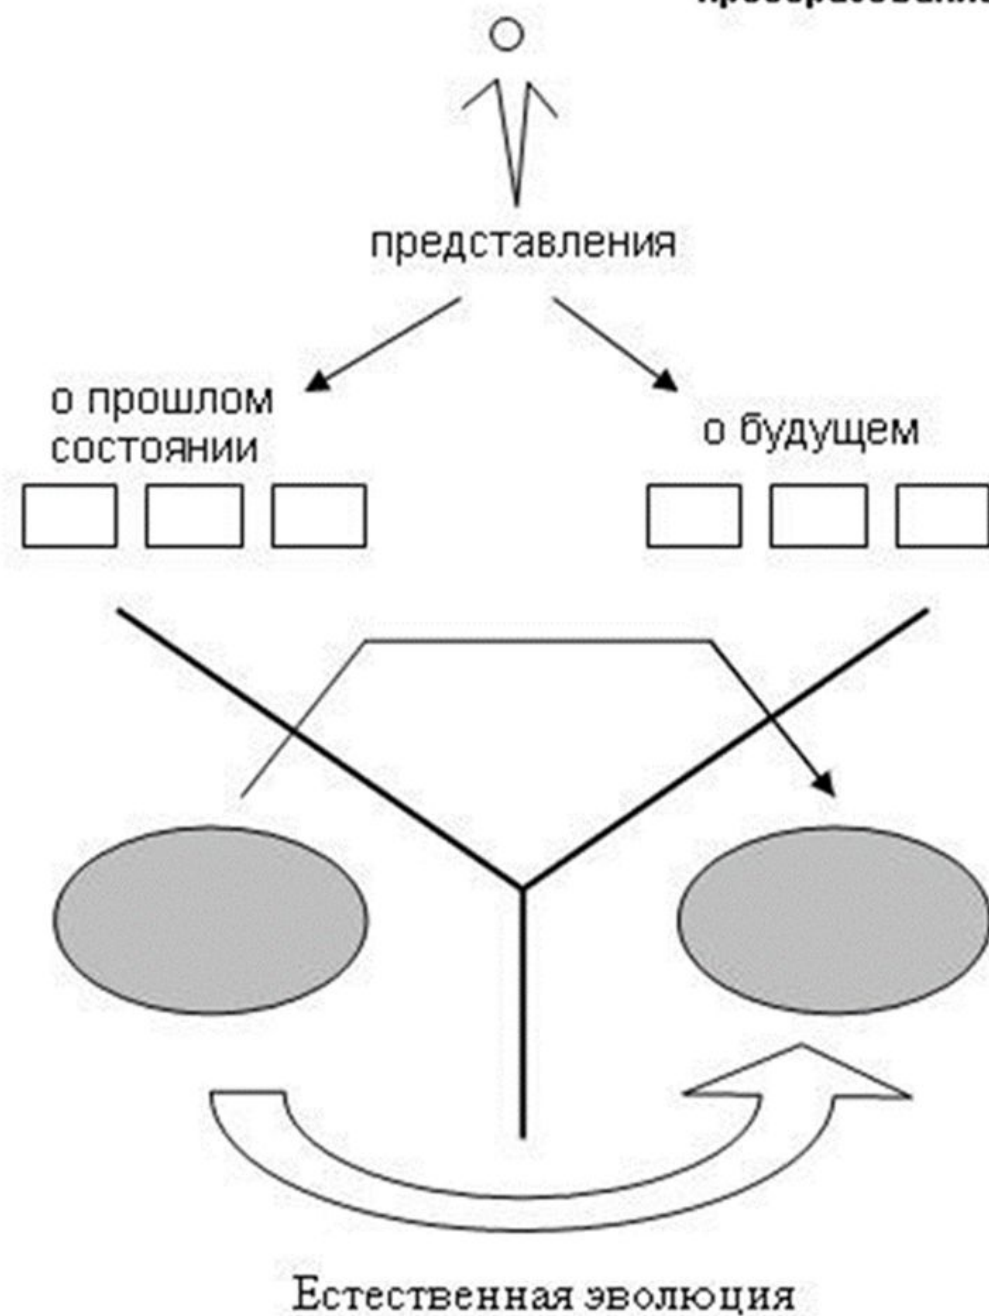 представления
о прошлом
состоянии
о будущем
Естественная эволюция